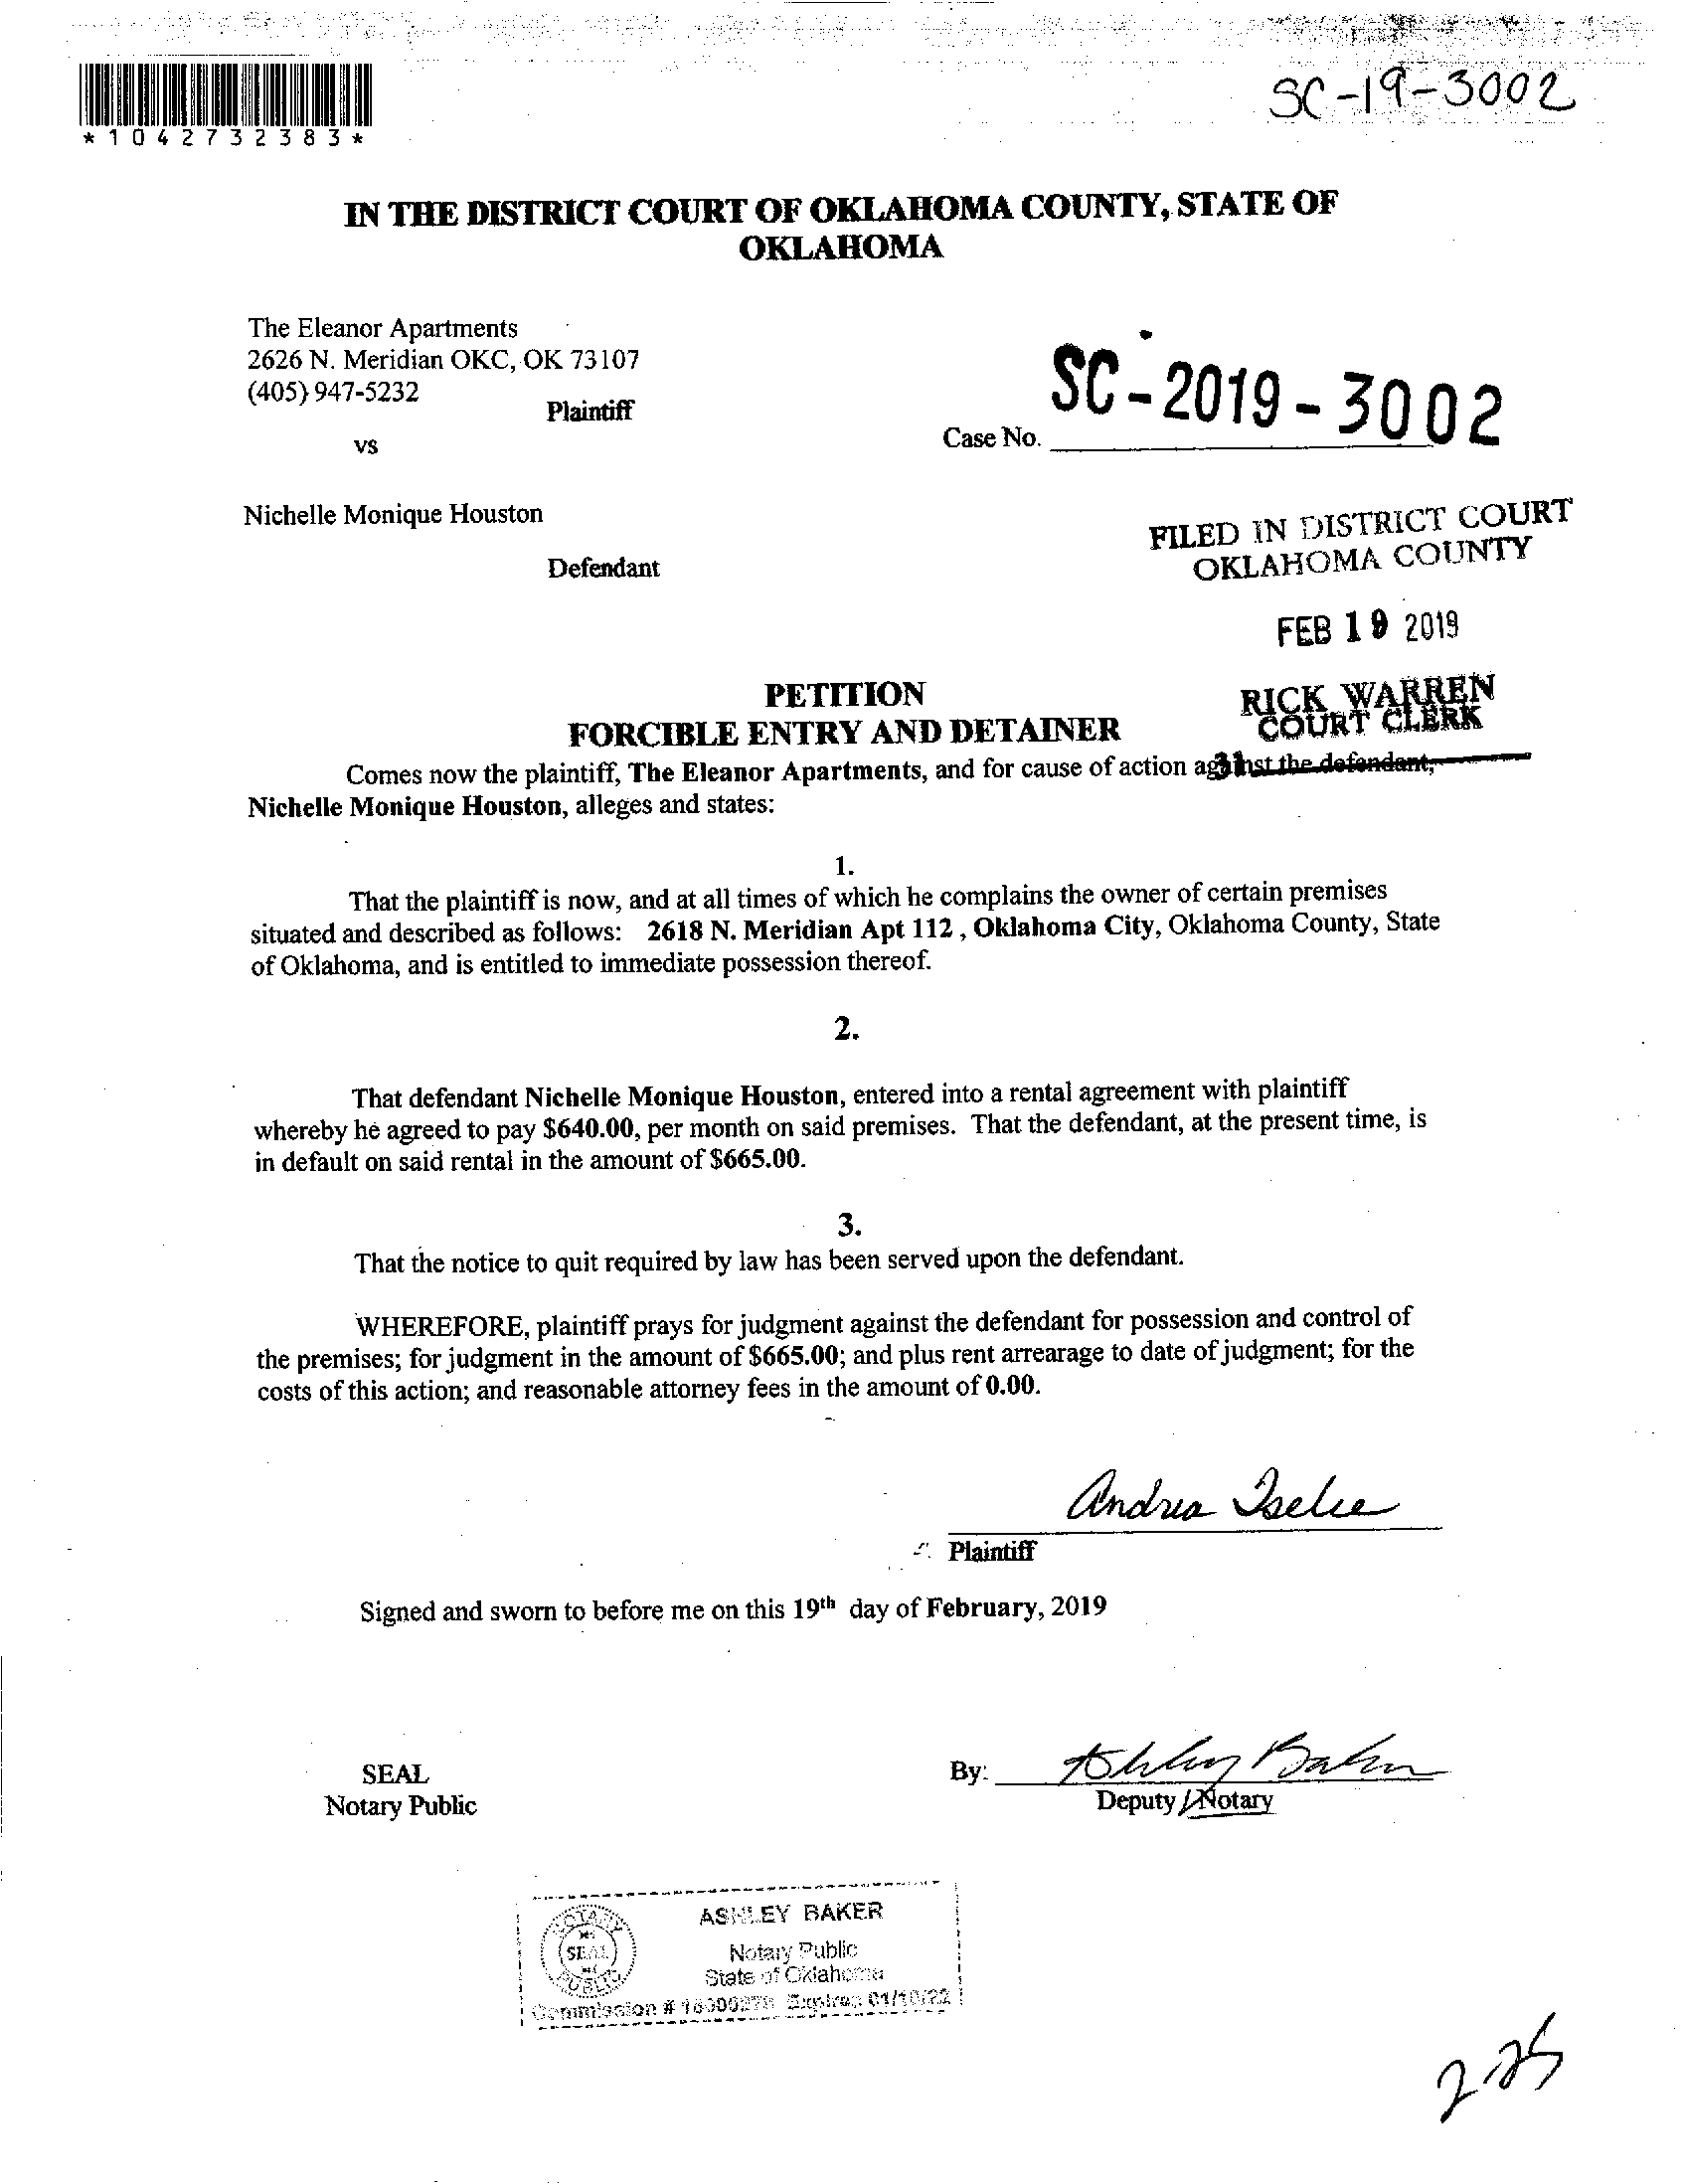 SC-19-3002
*1042732383*
IN THE DISTRICT COURT OF OKLAHOMA COUNTY, STATE OF
OKLAHOMA
The Eleanor Apartments
2626 N. Meridian OKC, OK 73107
(405) 947-5232
Plaintiff
vs
Case No. SC-2019-3002
Nichelle Monique Houston
Defendant
FILED IN DISTRICT COURT
OKLAHOMA COUNTY
FEB 19 2019
RICK WARREN
COURT CLERK
31
PETITION
FORCIBLE ENTRY AND DETAINER
Comes now the plaintiff, The Eleanor Apartments, and for cause of action against the defendant,
Nichelle Monique Houston, alleges and states:
1.
That the plaintiff is now, and at all times of which he complains the owner of certain premises
situated and described as follows: 2618 N. Meridian Apt 112 , Oklahoma City, Oklahoma County, State
of Oklahoma, and is entitled to immediate possession thereof.
2.
That defendant Nichelle Monique Houston, entered into a rental agreement with plaintiff
whereby he agreed to pay $640.00, per month on said premises. That the defendant, at the present time, is
in default on said rental in the amount of $665.00.
3.
That the notice to quit required by law has been served upon the defendant.
WHEREFORE, plaintiff prays for judgment against the defendant for possession and control of
the premises; for judgment in the amount of $665.00; and plus rent arrearage to date of judgment; for the
costs of this action; and reasonable attorney fees in the amount of 0.00.
Andrea
Plaintiff
Signed and sworn to before me on this 19th day of February, 2019
SEAL
Notary Public
By: Ashley Baker
Deputy / Notary
NOTARY
SEAL
PUBLIC
ASHLEY BAKER
Notary Public
State of Oklahoma
Commission # Expires 01/10/22
225